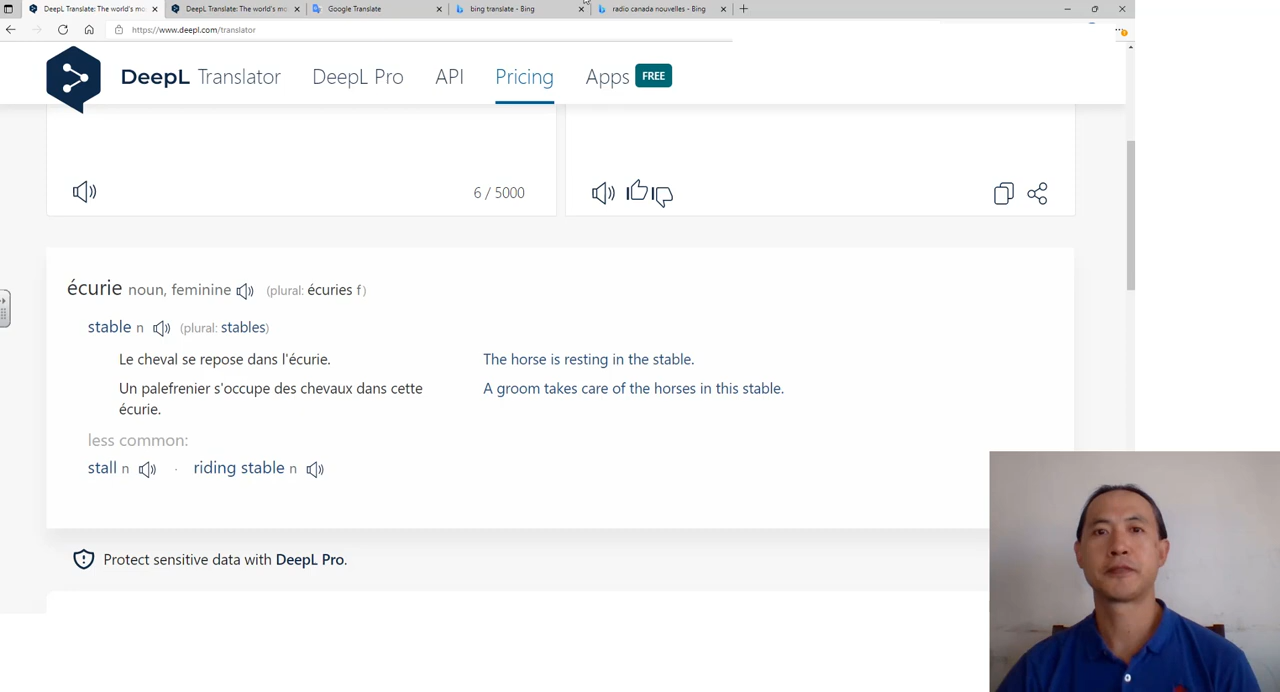 DeepL Translate: The world's mo
DeepL Translate: The world's mo
Google Translate
bing translate - Bing
radio canada nouvelles - Bing
https://www.deepl.com/translator
DeepL Translator
DeepL Pro
API
Pricing
Apps
FREE
6 / 5000
écurie noun, feminine (plural: écuries f)
stable n (plural: stables)
Le cheval se repose dans l'écurie. The horse is resting in the stable.
Un palefrenier s'occupe des chevaux dans cette A groom takes care of the horses in this stable.
écurie.
less common:
stall n · riding stable n
Protect sensitive data with DeepL Pro.